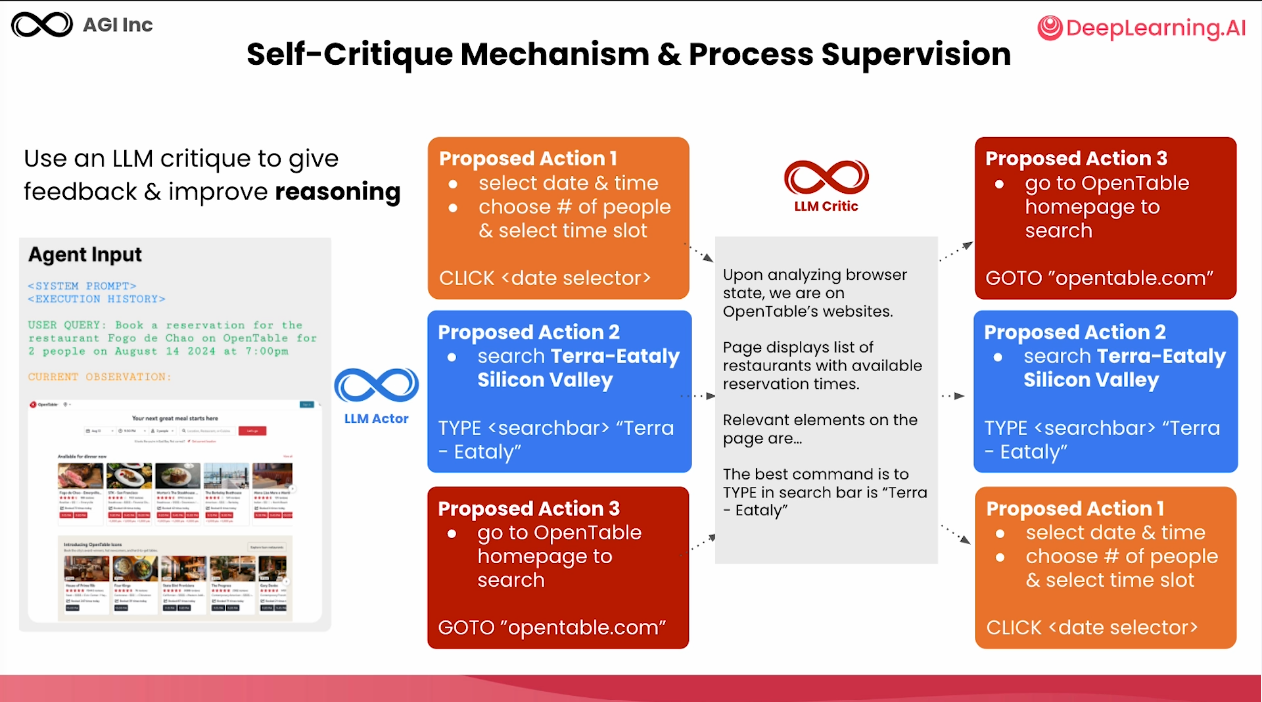 AGI Inc
DeepLearning.AI
Self-Critique Mechanism & Process Supervision
Use an LLM critique to give
feedback & improve reasoning
Agent Input
<SYSTEM PROMPT>
<EXECUTION HISTORY>
USER QUERY: Book a reservation for the
restaurant Fogo de Chao on OpenTable for
2 people on August 14 2024 at 7:00pm
CURRENT OBSERVATION:
OpenTable
Your next great meal starts here
Available for dinner now
Introducing OpenTable Icons
LLM Actor
Proposed Action 1
● select date & time
● choose # of people
& select time slot
CLICK <date selector>
Proposed Action 2
● search Terra-Eataly
Silicon Valley
TYPE <searchbar> “Terra
- Eataly”
Proposed Action 3
● go to OpenTable
homepage to
search
GOTO ”opentable.com”
LLM Critic
Upon analyzing browser
state, we are on
OpenTable’s websites.
Page displays list of
restaurants with available
reservation times.
Relevant elements on the
page are...
The best command is to
TYPE in search bar is “Terra
- Eataly”
Proposed Action 3
● go to OpenTable
homepage to
search
GOTO ”opentable.com”
Proposed Action 2
● search Terra-Eataly
Silicon Valley
TYPE <searchbar> “Terra
- Eataly”
Proposed Action 1
● select date & time
● choose # of people
& select time slot
CLICK <date selector>